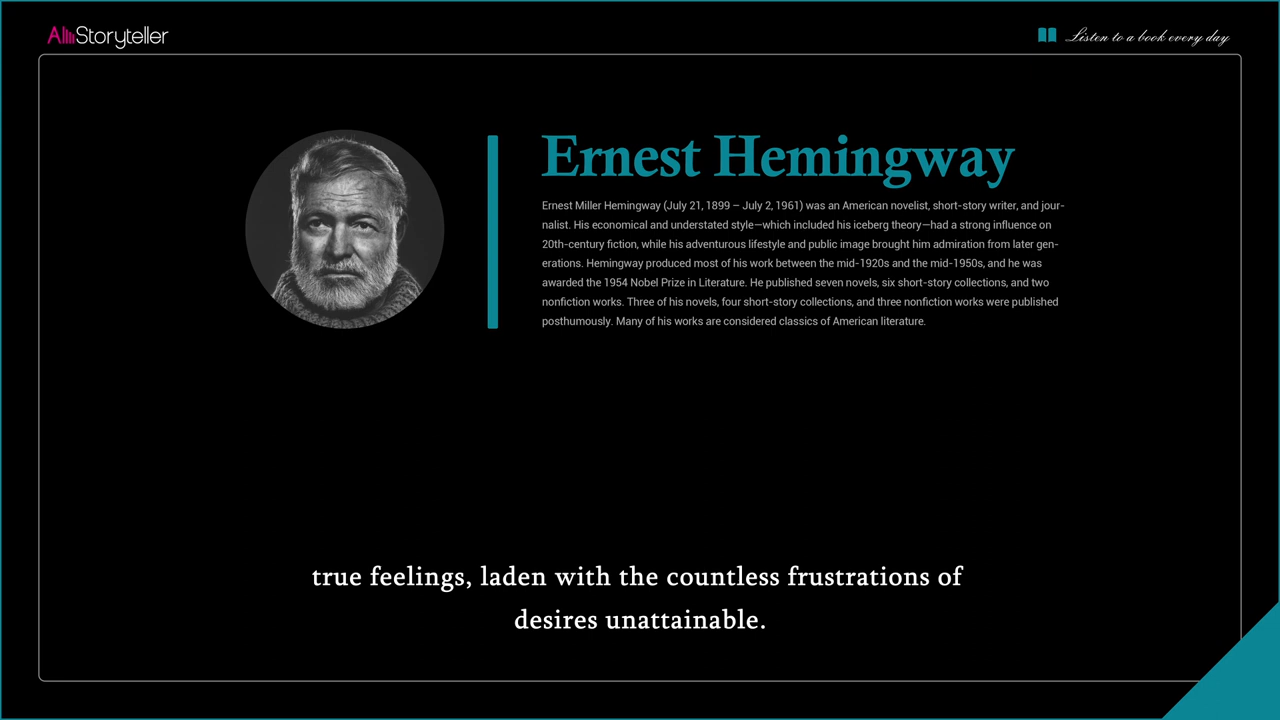 AllStoryteller
Listen to a book every day
Ernest Hemingway
Ernest Miller Hemingway (July 21, 1899 – July 2, 1961) was an American novelist, short-story writer, and jour-
nalist. His economical and understated style—which included his iceberg theory—had a strong influence on
20th-century fiction, while his adventurous lifestyle and public image brought him admiration from later gen-
erations. Hemingway produced most of his work between the mid-1920s and the mid-1950s, and he was
awarded the 1954 Nobel Prize in Literature. He published seven novels, six short-story collections, and two
nonfiction works. Three of his novels, four short-story collections, and three nonfiction works were published
posthumously. Many of his works are considered classics of American literature.
true feelings, laden with the countless frustrations of
desires unattainable.